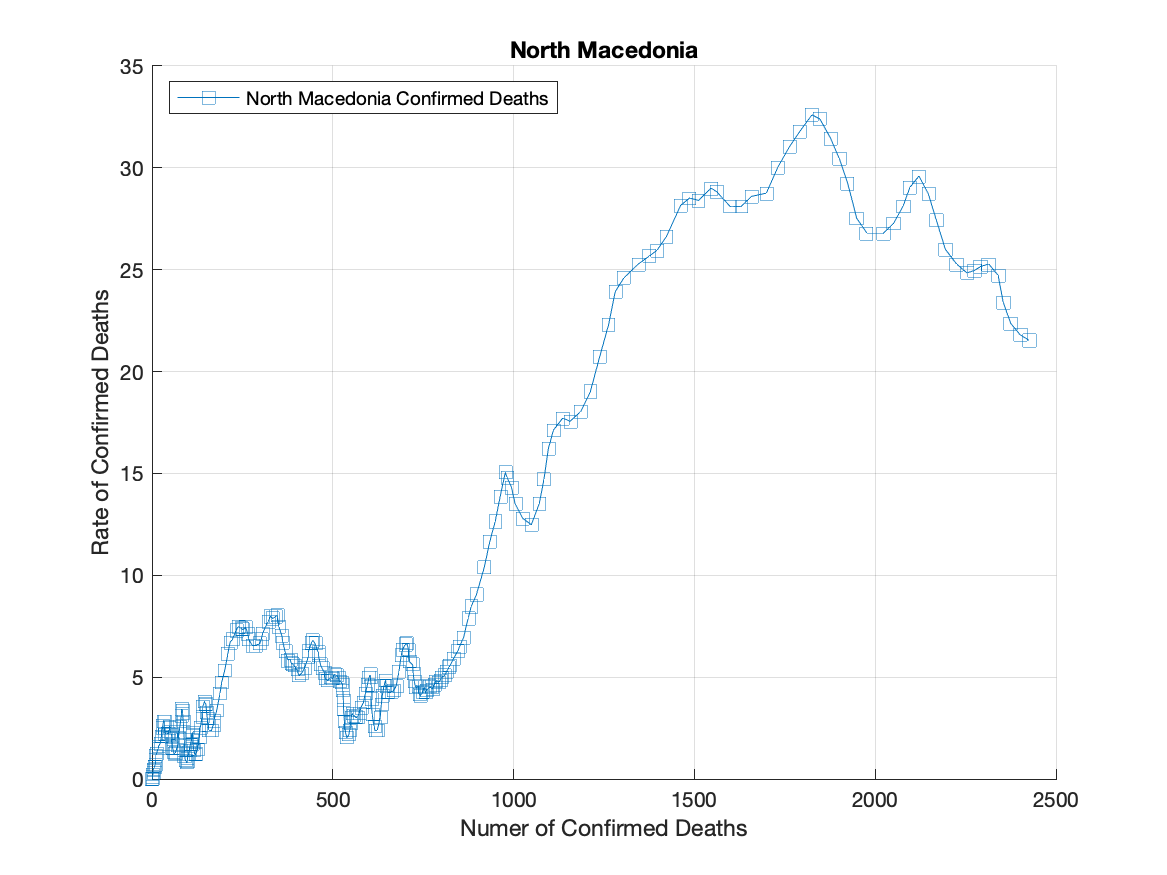 North Macedonia
North Macedonia Confirmed Deaths
35
30
25
20
15
10
5
0
Rate of Confirmed Deaths
0 500 1000 1500 2000 2500
Numer of Confirmed Deaths